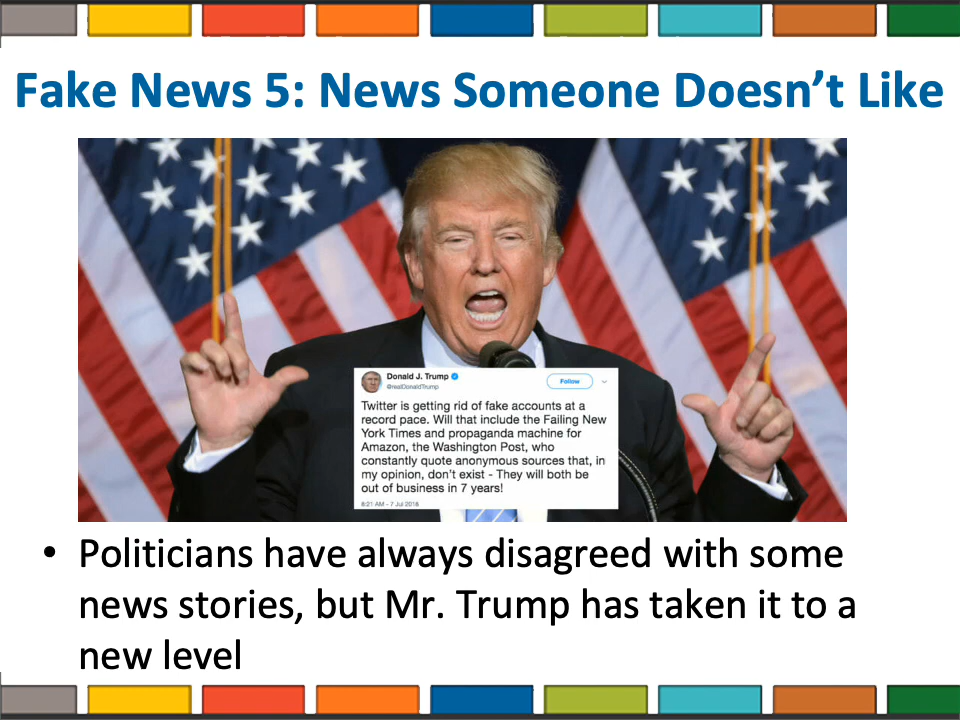 Fake News 5: News Someone Doesn’t Like
Donald J. Trump
@realDonaldTrump
Follow
Twitter is getting rid of fake accounts at a
record pace. Will that include the Failing New
York Times and propaganda machine for
Amazon, the Washington Post, who
constantly quote anonymous sources that, in
my opinion, don’t exist - They will both be
out of business in 7 years!
6:21 AM - 7 Jul 2018
• Politicians have always disagreed with some
news stories, but Mr. Trump has taken it to a
new level